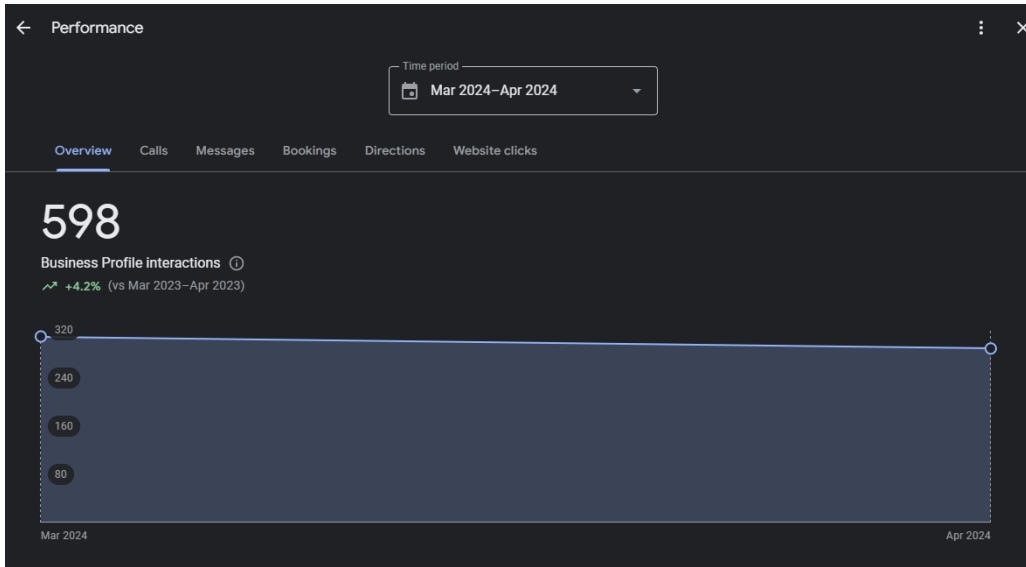 Performance
Time period
Mar 2024–Apr 2024
Overview Calls Messages Bookings Directions Website clicks
598
Business Profile interactions
+4.2% (vs Mar 2023–Apr 2023)
320
240
160
80
Mar 2024 Apr 2024